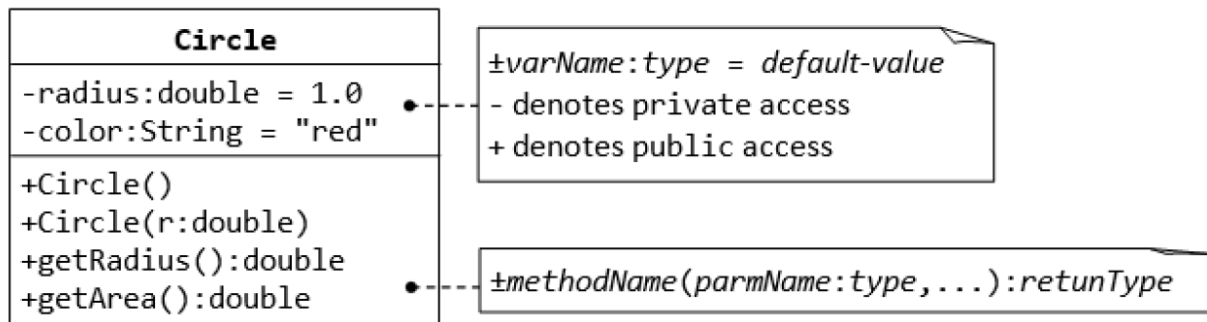 Circle
-radius:double = 1.0
-color:String = "red"
+Circle()
+Circle(r:double)
+getRadius():double
+getArea():double
±varName:type = default-value
- denotes private access
+ denotes public access
±methodName(parmName:type,...):retunType